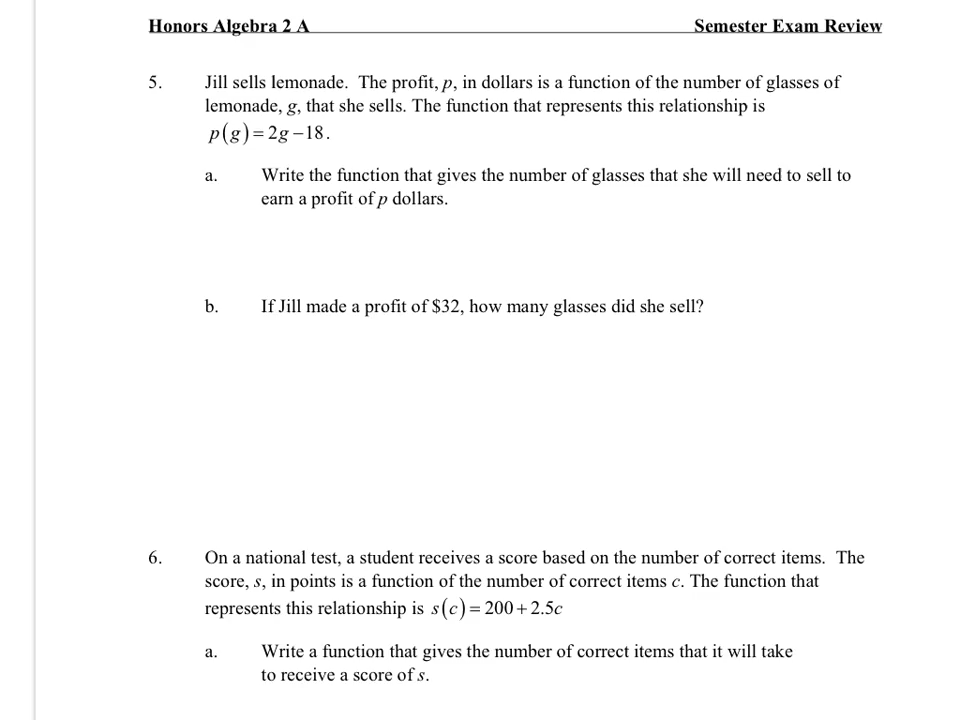 Honors Algebra 2 A Semester Exam Review
5. Jill sells lemonade. The profit, p, in dollars is a function of the number of glasses of
lemonade, g, that she sells. The function that represents this relationship is
p(g)=2g−18.
a. Write the function that gives the number of glasses that she will need to sell to
earn a profit of p dollars.
b. If Jill made a profit of $32, how many glasses did she sell?
6. On a national test, a student receives a score based on the number of correct items. The
score, s, in points is a function of the number of correct items c. The function that
represents this relationship is s(c)=200+2.5c
a. Write a function that gives the number of correct items that it will take
to receive a score of s.